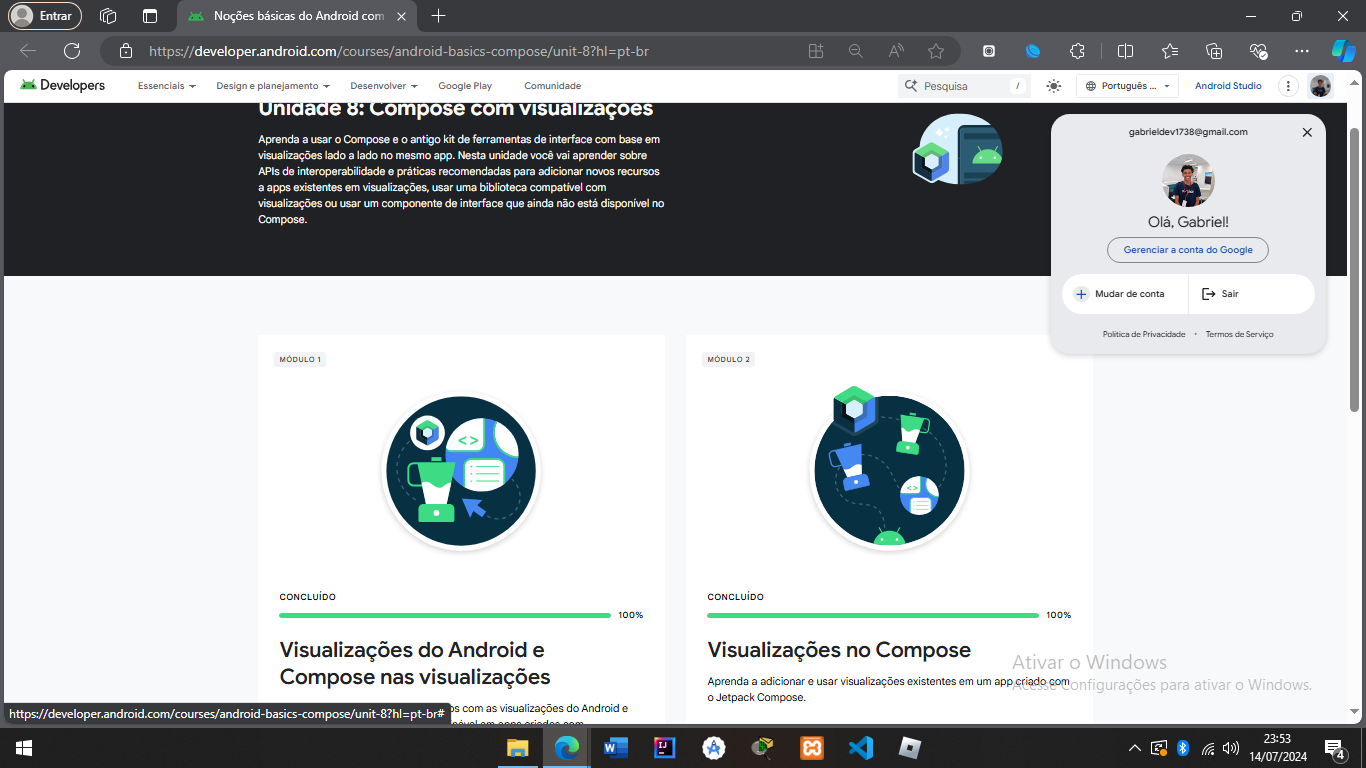 Entrar
Noções básicas do Android com
https://developer.android.com/courses/android-basics-compose/unit-8?hl=pt-br
Developers
Essenciais
Design e planejamento
Desenvolver
Google Play
Comunidade
Pesquisa
/
Português ...
Android Studio
Unidade 8: Compose com visualizações
Aprenda a usar o Compose e o antigo kit de ferramentas de interface com base em
visualizações lado a lado no mesmo app. Nesta unidade você vai aprender sobre
APIs de interoperabilidade e práticas recomendadas para adicionar novos recursos
a apps existentes em visualizações, usar uma biblioteca compatível com
visualizações ou usar um componente de interface que ainda não está disponível no
Compose.
gabrieldev1738@gmail.com
Olá, Gabriel!
Gerenciar a conta do Google
Mudar de conta
Sair
Política de Privacidade • Termos de Serviço
MÓDULO 1
CONCLUÍDO
100%
Visualizações do Android e
Compose nas visualizações
os com as visualizações do Android e
MÓDULO 2
CONCLUÍDO
100%
Visualizações no Compose
Aprenda a adicionar e usar visualizações existentes em um app criado com
o Jetpack Compose.
Ativar o Windows
Acesse Configurações para ativar o Windows.
https://developer.android.com/courses/android-basics-compose/unit-8?hl=pt-br#
23:53
14/07/2024
4